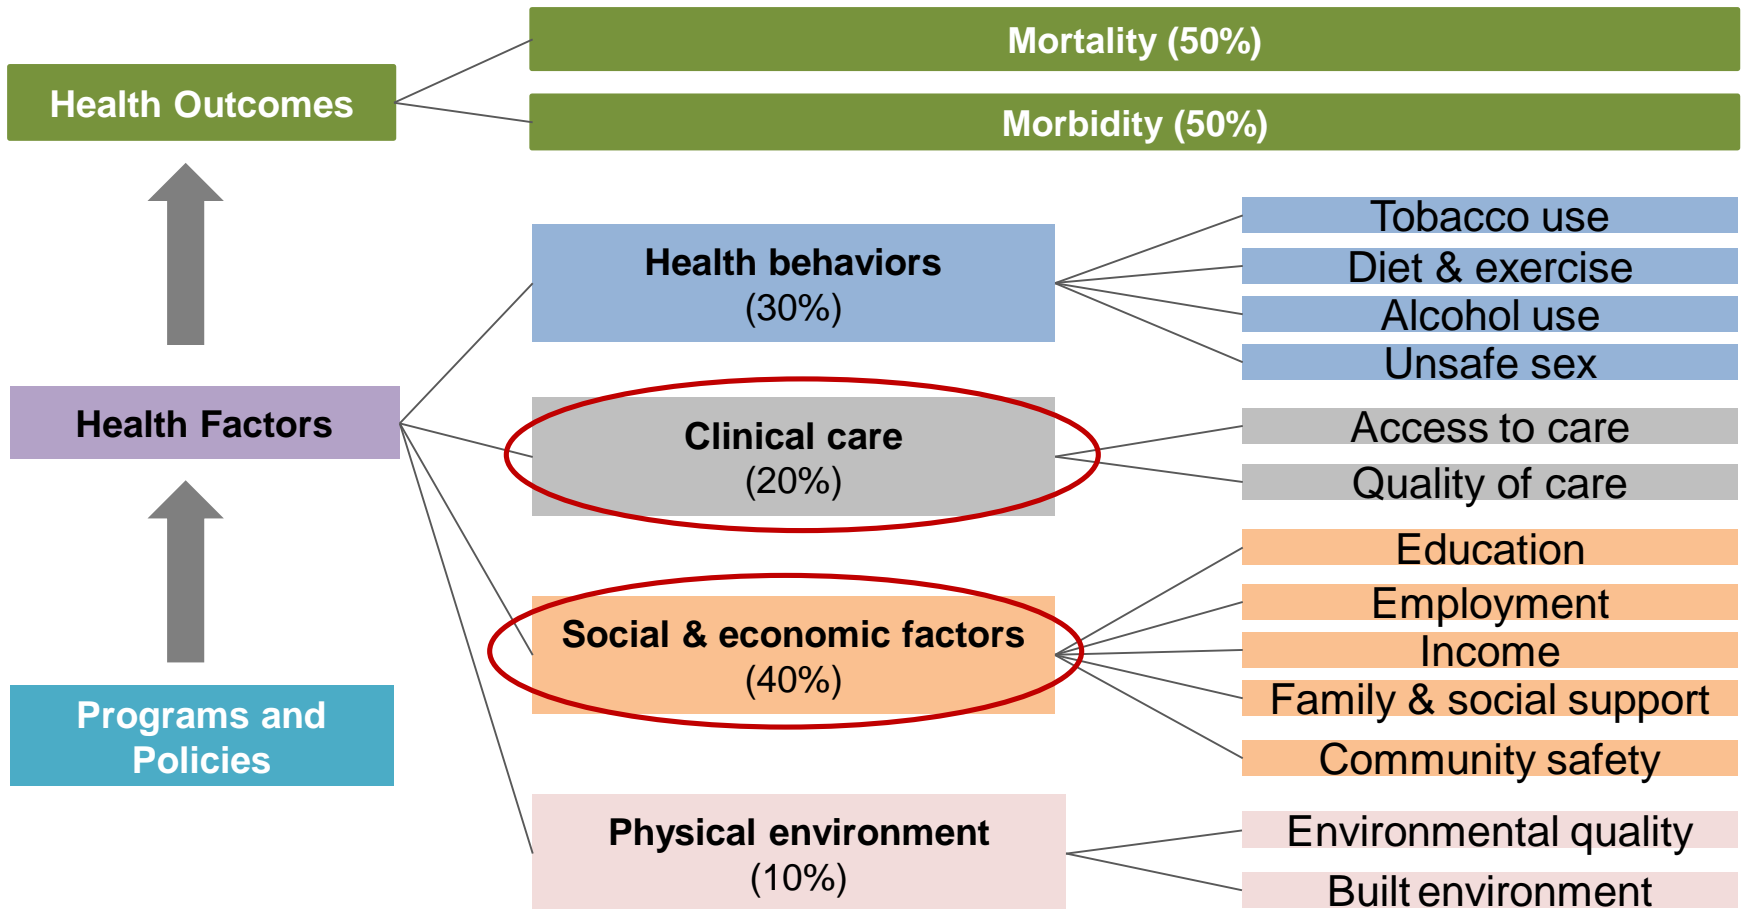 Mortality (50%)
Health Outcomes
Morbidity (50%)
Health behaviors
(30%)
Tobacco use
Diet & exercise
Alcohol use
Unsafe sex
Health Factors
Clinical care
(20%)
Access to care
Quality of care
Social & economic factors
(40%)
Education
Employment
Income
Family & social support
Community safety
Programs and
Policies
Physical environment
(10%)
Environmental quality
Built environment